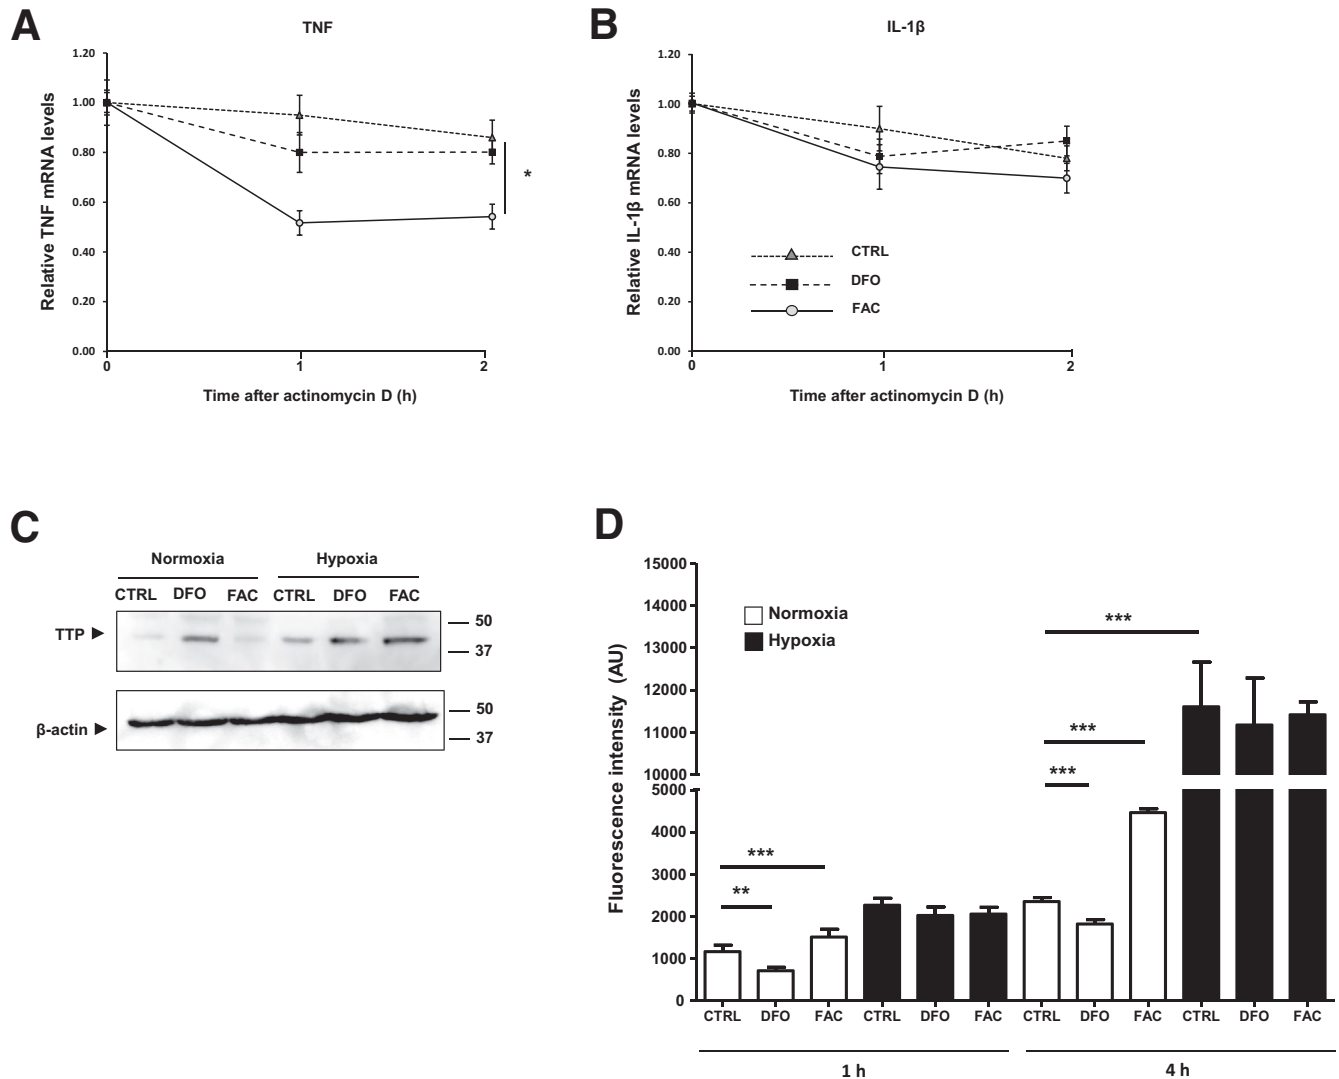 A
TNF
1.20
1.00
0.80
0.60
0.40
0.20
0.00
0
1
2
Relative TNF mRNA levels
Time after actinomycin D (h)
*
B
IL-1β
1.20
1.00
0.80
0.60
0.40
0.20
0.00
0
1
2
Relative IL-1β mRNA levels
Time after actinomycin D (h)
CTRL
DFO
FAC
C
Normoxia Hypoxia
CTRL DFO FAC CTRL DFO FAC
TTP
50
37
β-actin
50
37
D
15000
14000
13000
12000
11000
10000
5000
4000
3000
2000
1000
0
Fluorescence intensity (AU)
Normoxia
Hypoxia
***
**
***
***
***
CTRL DFO FAC CTRL DFO FAC CTRL DFO FAC CTRL DFO FAC
1 h 4 h